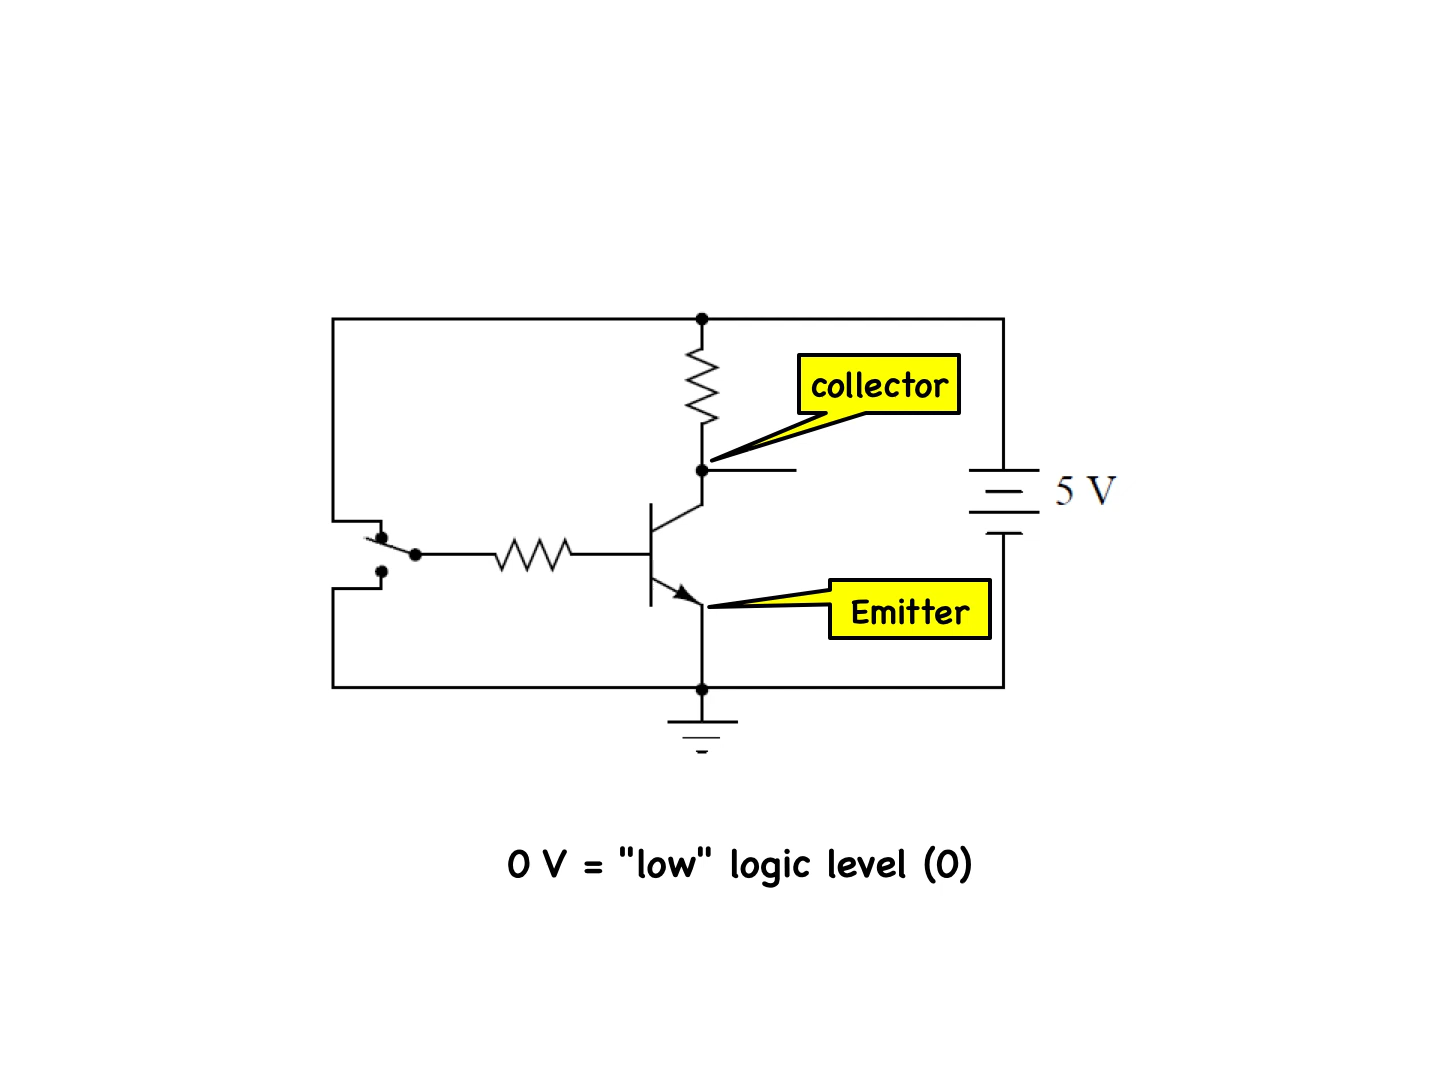 collector
5 V
Emitter
0 V = "low" logic level (0)